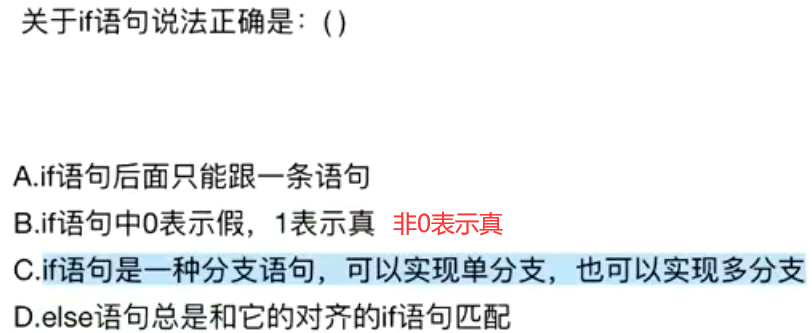 关于if语句说法正确是：( )
A.if语句后面只能跟一条语句
B.if语句中0表示假，1表示真 非0表示真
C.if语句是一种分支语句，可以实现单分支，也可以实现多分支
D.else语句总是和它的对齐的if语句匹配